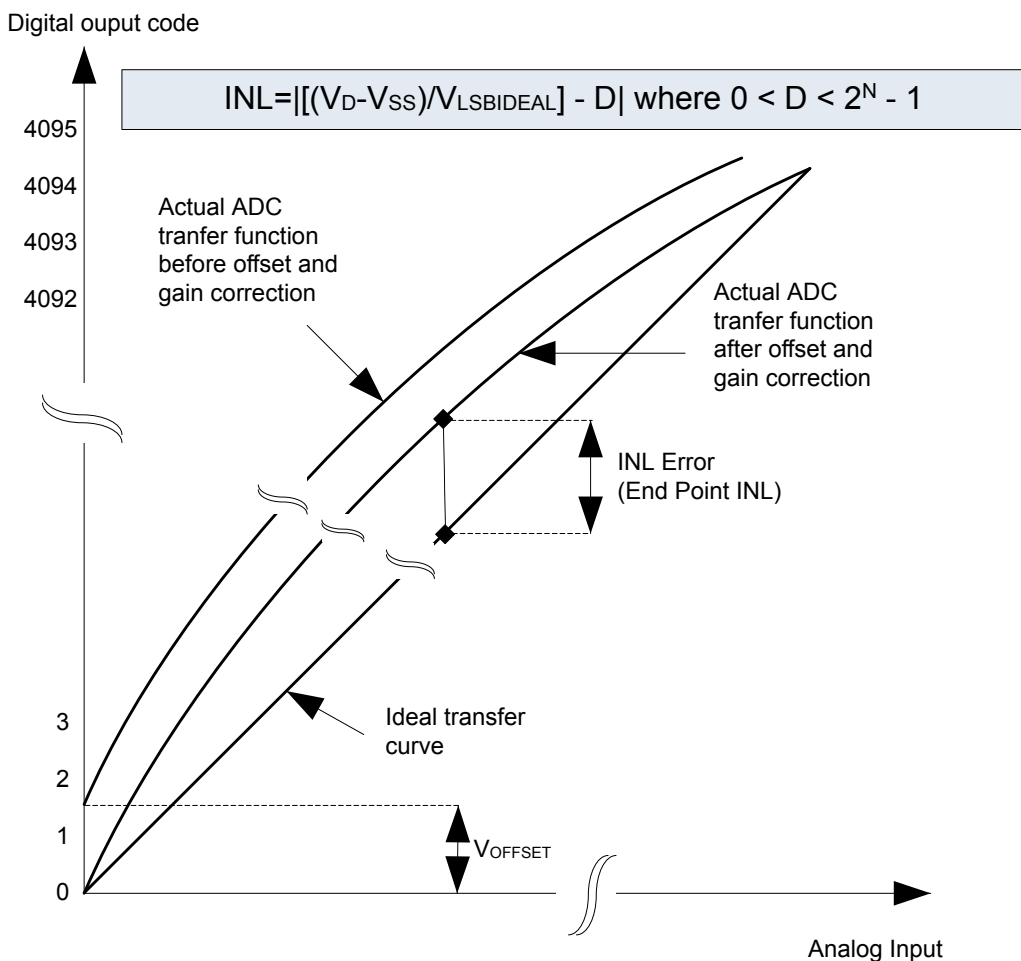 Digital ouput code
INL=|[(VD-VSS)/VLSBIDEAL] - D| where 0 < D < 2^N - 1
4095
4094
4093
4092
Actual ADC
tranfer function
before offset and
gain correction
Actual ADC
tranfer function
after offset and
gain correction
INL Error
(End Point INL)
3
2
1
0
Ideal transfer
curve
VOFFSET
Analog Input